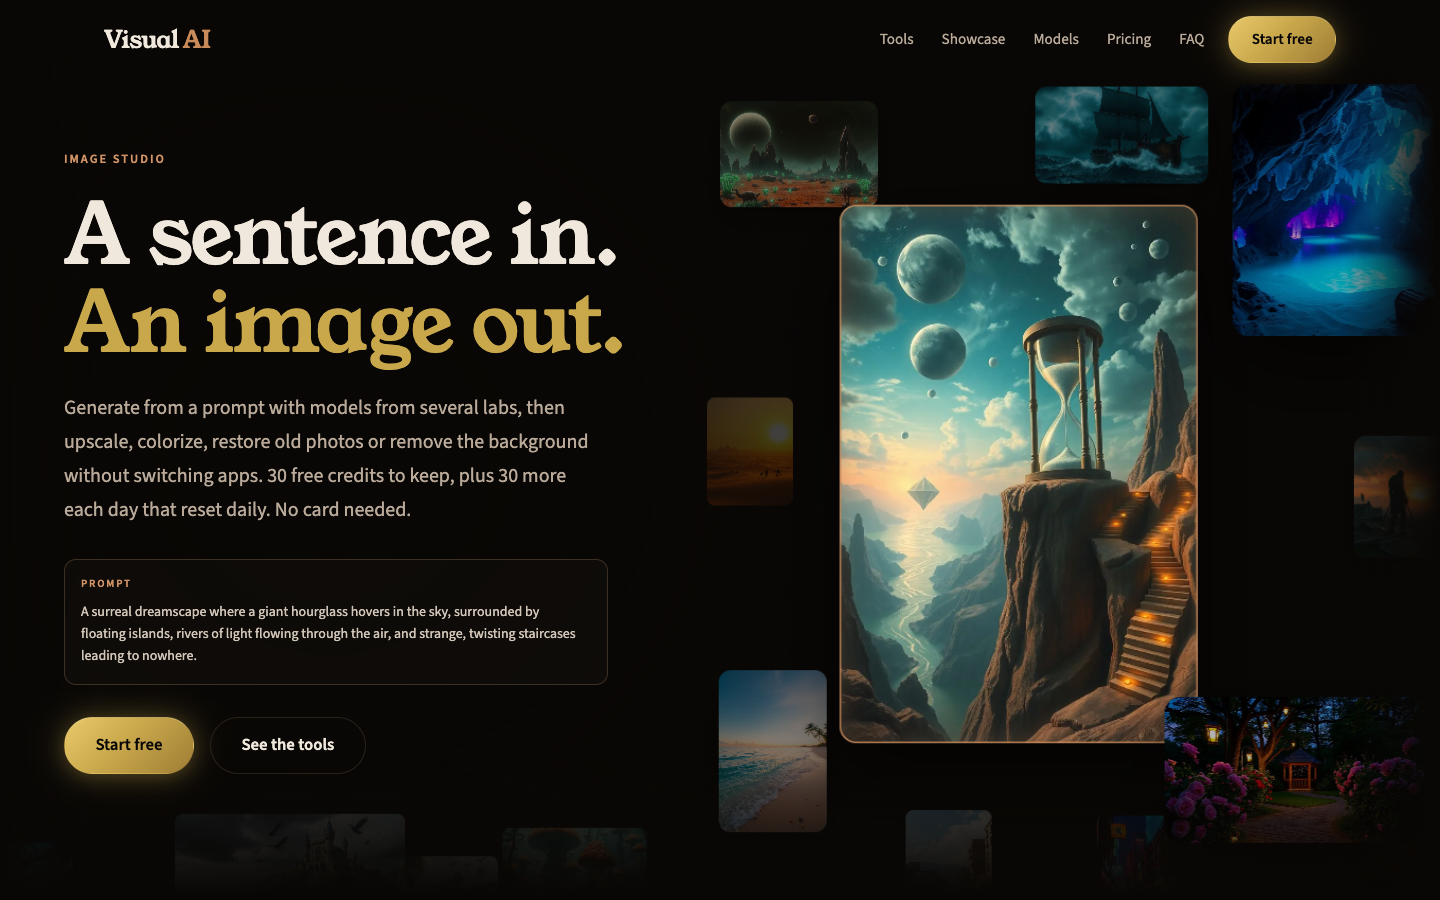 Visual AI
Tools
Showcase
Models
Pricing
FAQ
Start free
IMAGE STUDIO
A sentence in.
An image out.
Generate from a prompt with models from several labs, then
upscale, colorize, restore old photos or remove the background
without switching apps. 30 free credits to keep, plus 30 more
each day that reset daily. No card needed.
PROMPT
A surreal dreamscape where a giant hourglass hovers in the sky, surrounded by
floating islands, rivers of light flowing through the air, and strange, twisting staircases
leading to nowhere.
Start free
See the tools